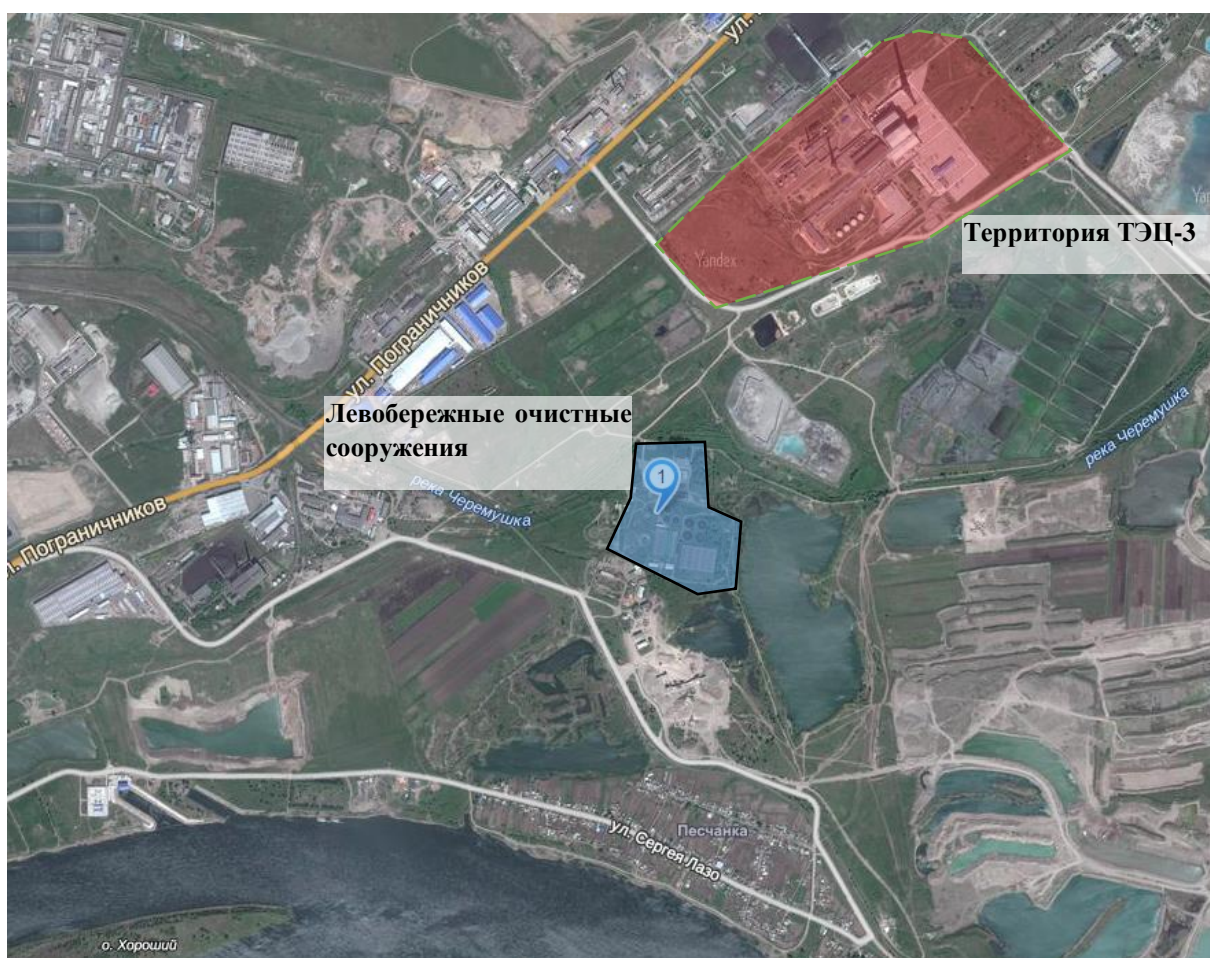 ул.
Территория ТЭЦ-3
Yandex
ул. Пограничников
Левобережные очистные
сооружения
1
река Черемушка
река Черемушка
Пограничников
Песчанка
ул. Сергея Лазо
о. Хороший